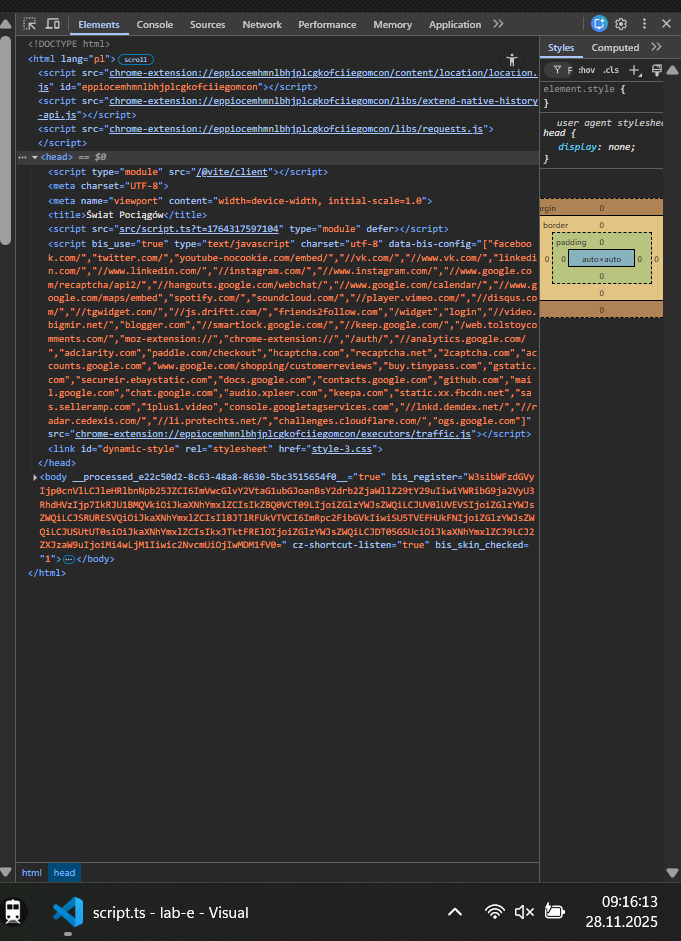 Elements Console Sources Network Performance Memory Application
<!DOCTYPE html>
<html lang="pl"> scroll
<script src="chrome-extension://eppiocemhmnlbhjplcgkofciiegomcon/content/location/location.
js" id="eppiocemhmnlbhjplcgkofciiegomcon"></script>
<script src="chrome-extension://eppiocemhmnlbhjplcgkofciiegomcon/libs/extend-native-history
-api.js"></script>
<script src="chrome-extension://eppiocemhmnlbhjplcgkofciiegomcon/libs/requests.js">
</script>
<head> == $0
<script type="module" src="/@vite/client"></script>
<meta charset="UTF-8">
<meta name="viewport" content="width=device-width, initial-scale=1.0">
<title>Świat Pociągów</title>
<script src="src/script.ts?t=1764317597104" type="module" defer></script>
<script bis_use="true" type="text/javascript" charset="utf-8" data-bis-config="["faceboo
k.com/","twitter.com/","youtube-nocookie.com/embed/","//vk.com/","//www.vk.com/","linkedi
n.com/","//www.linkedin.com/","//instagram.com/","//www.instagram.com/","//www.google.com
/recaptcha/api2/","//hangouts.google.com/webchat/","//www.google.com/calendar/","//www.g
oogle.com/maps/embed","spotify.com/","soundcloud.com/","//player.vimeo.com/","//disqus.co
m/","//tgwidget.com/","//js.driftt.com/","friends2follow.com","/widget","login","//video.
bigmir.net/","blogger.com","//smartlock.google.com/","//keep.google.com/","/web.tolstoyco
mments.com/","moz-extension://","chrome-extension://","/auth/","//analytics.google.com/
","adclarity.com","paddle.com/checkout","hcaptcha.com","recaptcha.net","2captcha.com","ac
counts.google.com","www.google.com/shopping/customerreviews","buy.tinypass.com","gstatic.
com","secureir.ebaystatic.com","docs.google.com","contacts.google.com","github.com","mai
l.google.com","chat.google.com","audio.xpleer.com","keepa.com","static.xx.fbcdn.net","sa
s.selleramp.com","1plus1.video","console.googletagservices.com","//lnkd.demdex.net/","//r
adar.cedexis.com/","//li.protechts.net/","challenges.cloudflare.com/","ogs.google.com"]"
src="chrome-extension://eppiocemhmnlbhjplcgkofciiegomcon/executors/traffic.js"></script>
<link id="dynamic-style" rel="stylesheet" href="style-3.css">
</head>
<body __processed_e22c50d2-8c63-48a8-8630-5bc3515654f0__="true" bis_register="W3sibWFzdGVy
cz-shortcut-listen="true" bis_skin_checked=
"1"> ⋯ </body>
</html>
html head
Styles Computed
:hov .cls
element.style {
}
user agent styleshee
head {
display: none;
}
margin 0
border 0
padding 0
0 0 auto×auto 0 0
0
0
0
script.ts - lab-e - Visual
09:16:13
28.11.2025